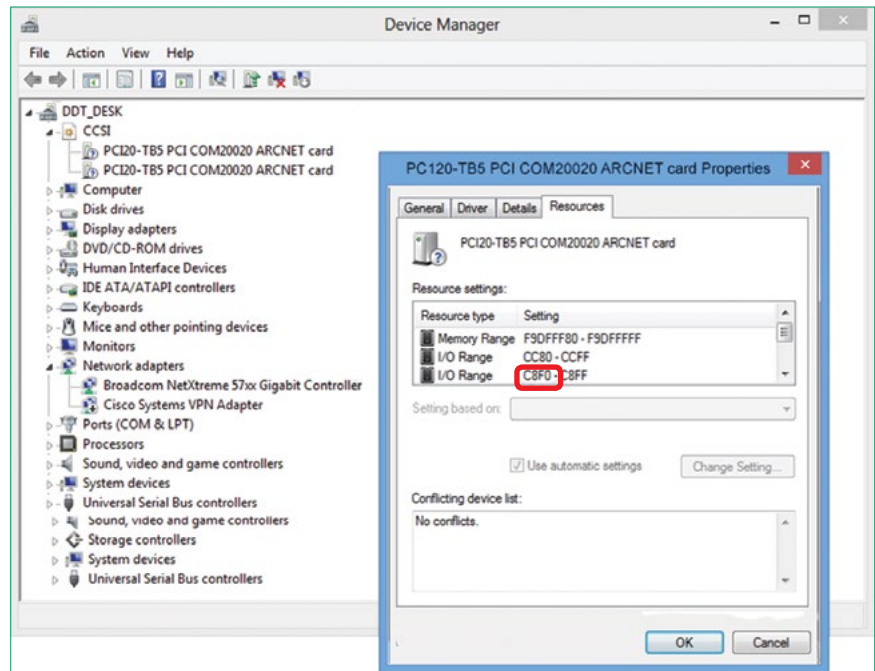 Device Manager
File Action View Help
DDT_DESK
CCSI
PCI20-TB5 PCI COM20020 ARCNET card
PCI20-TB5 PCI COM20020 ARCNET card
Computer
Disk drives
Display adapters
DVD/CD-ROM drives
Human Interface Devices
IDE ATA/ATAPI controllers
Keyboards
Mice and other pointing devices
Monitors
Network adapters
Broadcom NetXtreme 57xx Gigabit Controller
Cisco Systems VPN Adapter
Ports (COM & LPT)
Processors
Sound, video and game controllers
System devices
Universal Serial Bus controllers
Sound, video and game controllers
Storage controllers
System devices
Universal Serial Bus controllers
PC120-TB5 PCI COM20020 ARCNET card Properties
General Driver Details Resources
PCI20-TB5 PCI COM20020 ARCNET card
Resource settings:
Resource type Setting
Memory Range F9DFFF80 - F9DFFFFF
I/O Range CC80 - CCFF
I/O Range C8F0 - C8FF
Setting based on:
Use automatic settings Change Setting...
Conflicting device list:
No conflicts.
OK Cancel